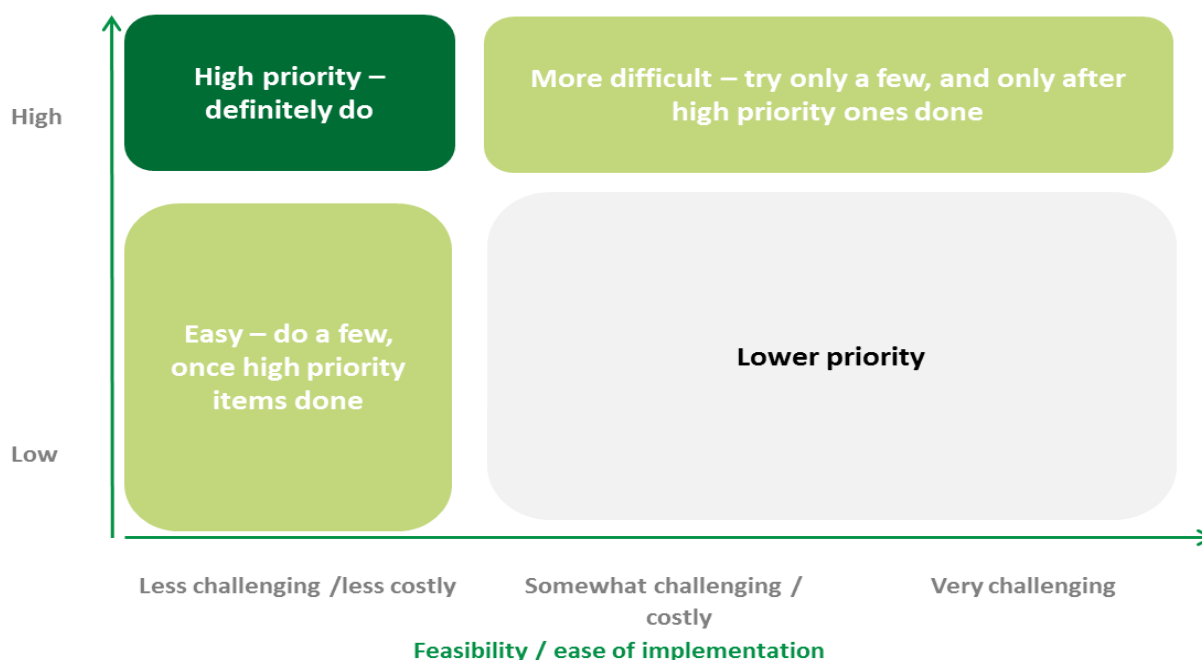 High priority –
definitely do
More difficult – try only a few, and only after
high priority ones done
High
Easy – do a few,
once high priority
items done
Lower priority
Low
Less challenging /less costly
Somewhat challenging /
costly
Very challenging
Feasibility / ease of implementation